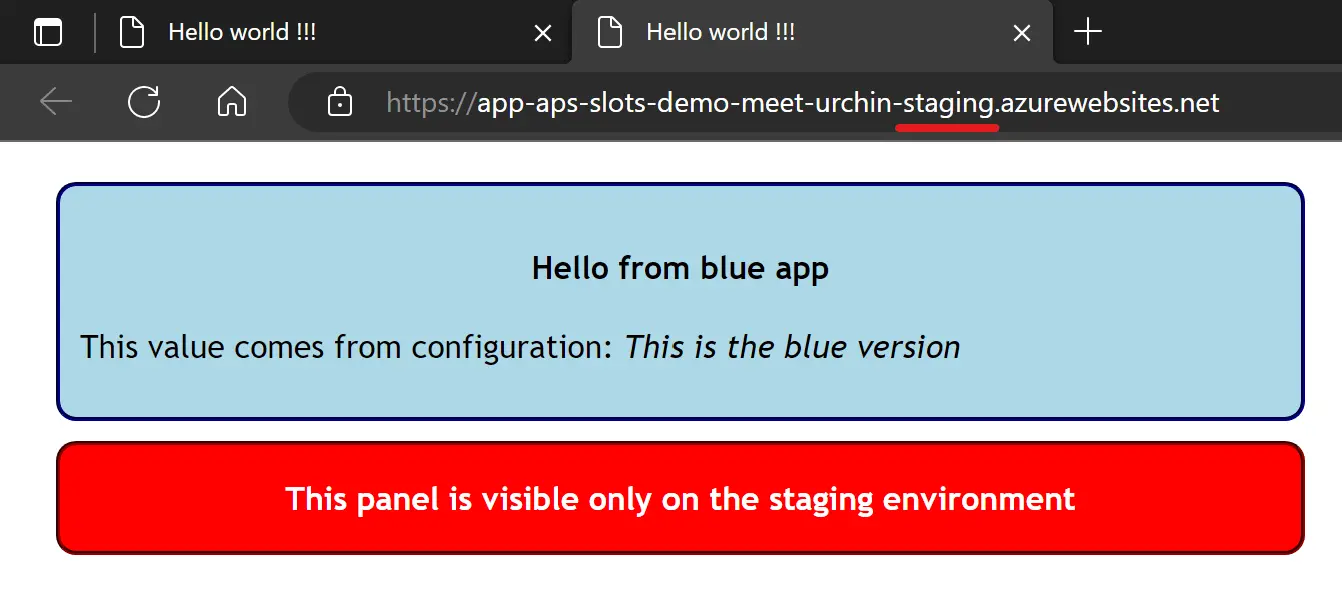 Hello world !!!
Hello world !!!
https://app-aps-slots-demo-meet-urchin-staging.azurewebsites.net
Hello from blue app
This value comes from configuration: This is the blue version
This panel is visible only on the staging environment